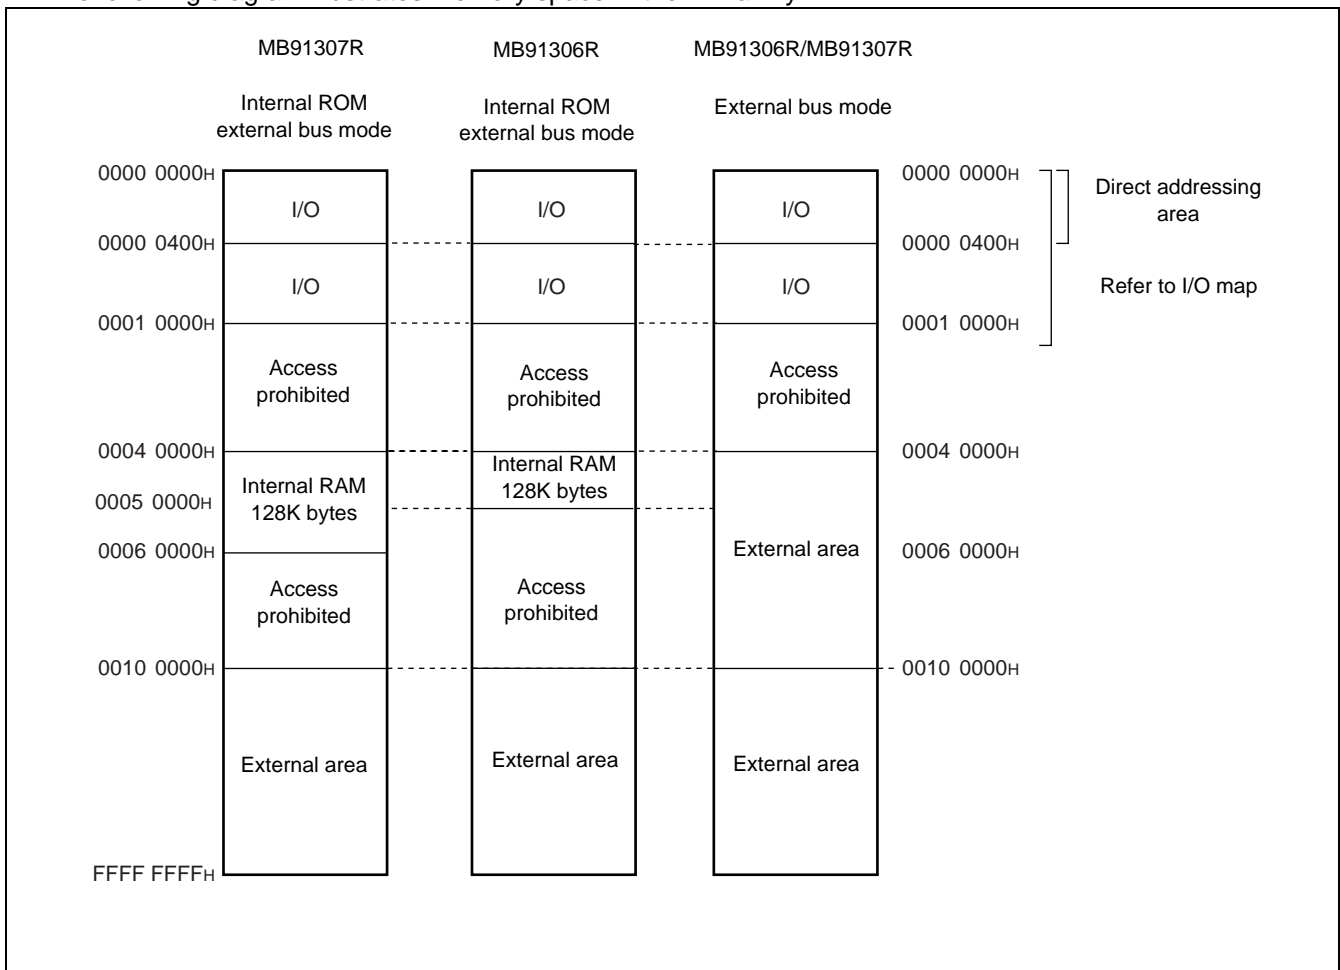 MB91307R
MB91306R
MB91306R/MB91307R
Internal ROM
external bus mode
Internal ROM
external bus mode
External bus mode
0000 0000H
0000 0000H
I/O
I/O
I/O
Direct addressing
area
0000 0400H
0000 0400H
I/O
I/O
I/O
Refer to I/O map
0001 0000H
0001 0000H
Access
prohibited
Access
prohibited
Access
prohibited
0004 0000H
0004 0000H
Internal RAM
128K bytes
Internal RAM
128K bytes
0005 0000H
0006 0000H
External area
0006 0000H
Access
prohibited
Access
prohibited
0010 0000H
0010 0000H
External area
External area
External area
FFFF FFFFH